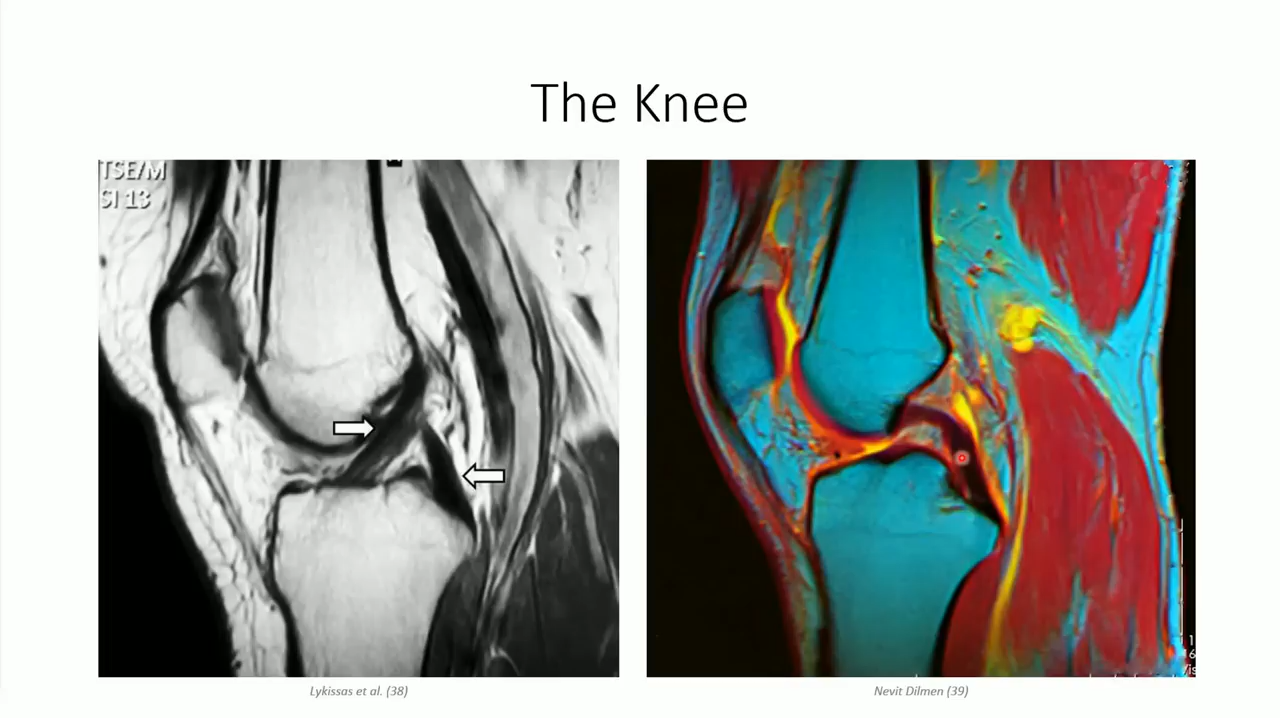 The Knee
TSE/M
SI 13
Lykissas et al. (38)
Nevit Dilmen (39)